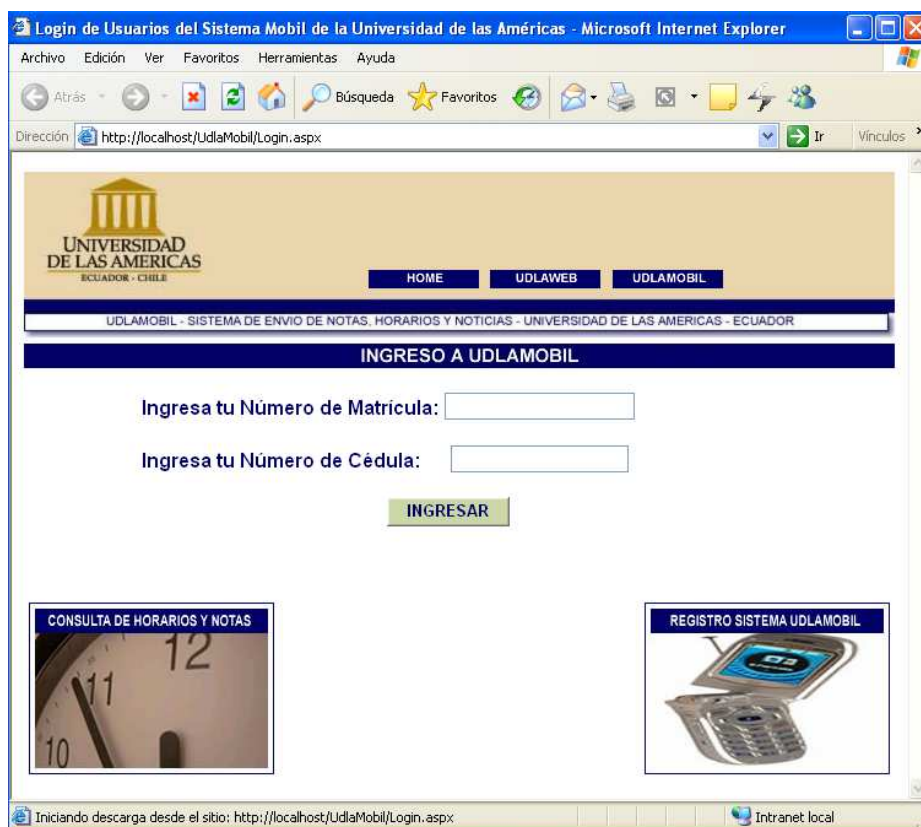 Login de Usuarios del Sistema Mobil de la Universidad de las Américas - Microsoft Internet Explorer
Archivo Edición Ver Favoritos Herramientas Ayuda
Atrás Búsqueda Favoritos
Dirección http://localhost/UdlaMobil/Login.aspx Ir Vínculos
UNIVERSIDAD
DE LAS AMERICAS
ECUADOR - CHILE
HOME UDLAWEB UDLAMOBIL
UDLAMOBIL - SISTEMA DE ENVIO DE NOTAS, HORARIOS Y NOTICIAS - UNIVERSIDAD DE LAS AMERICAS - ECUADOR
INGRESO A UDLAMOBIL
Ingresa tu Número de Matrícula:
Ingresa tu Número de Cédula:
INGRESAR
CONSULTA DE HORARIOS Y NOTAS
12
11
10
REGISTRO SISTEMA UDLAMOBIL
Iniciando descarga desde el sitio: http://localhost/UdlaMobil/Login.aspx Intranet local